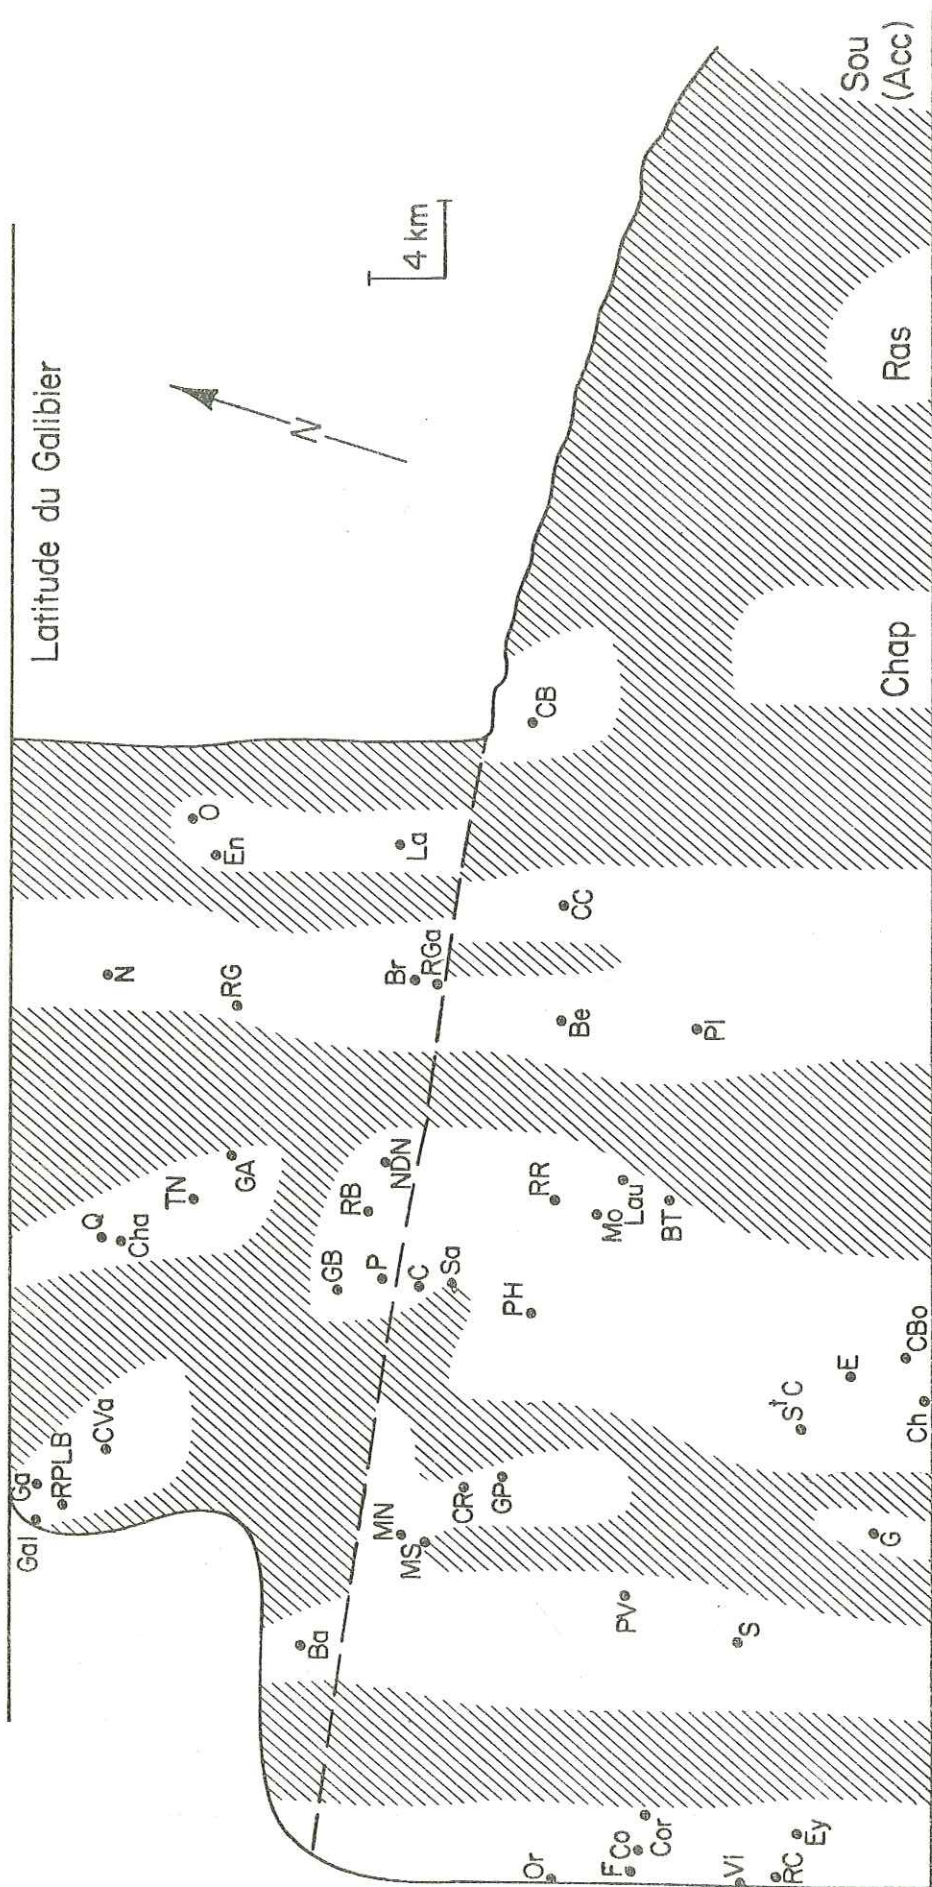 Latitude du Galibier
N
4 km
Sou
(Acc)
Ras
Chap
CB
O
En
La
CC
N
RG
Br
RGa
Be
Pl
GA
TN
Q
Cha
NDN
RB
GB
P
C
Sa
RR
Mo
Lau
BT
PH
CBo
E
Ch
StC
CVa
Ga
RPLB
Gal
MN
MS
CR
GP
G
Ba
PV
S
Or
F
Co
Cor
Vi
RC
Ey